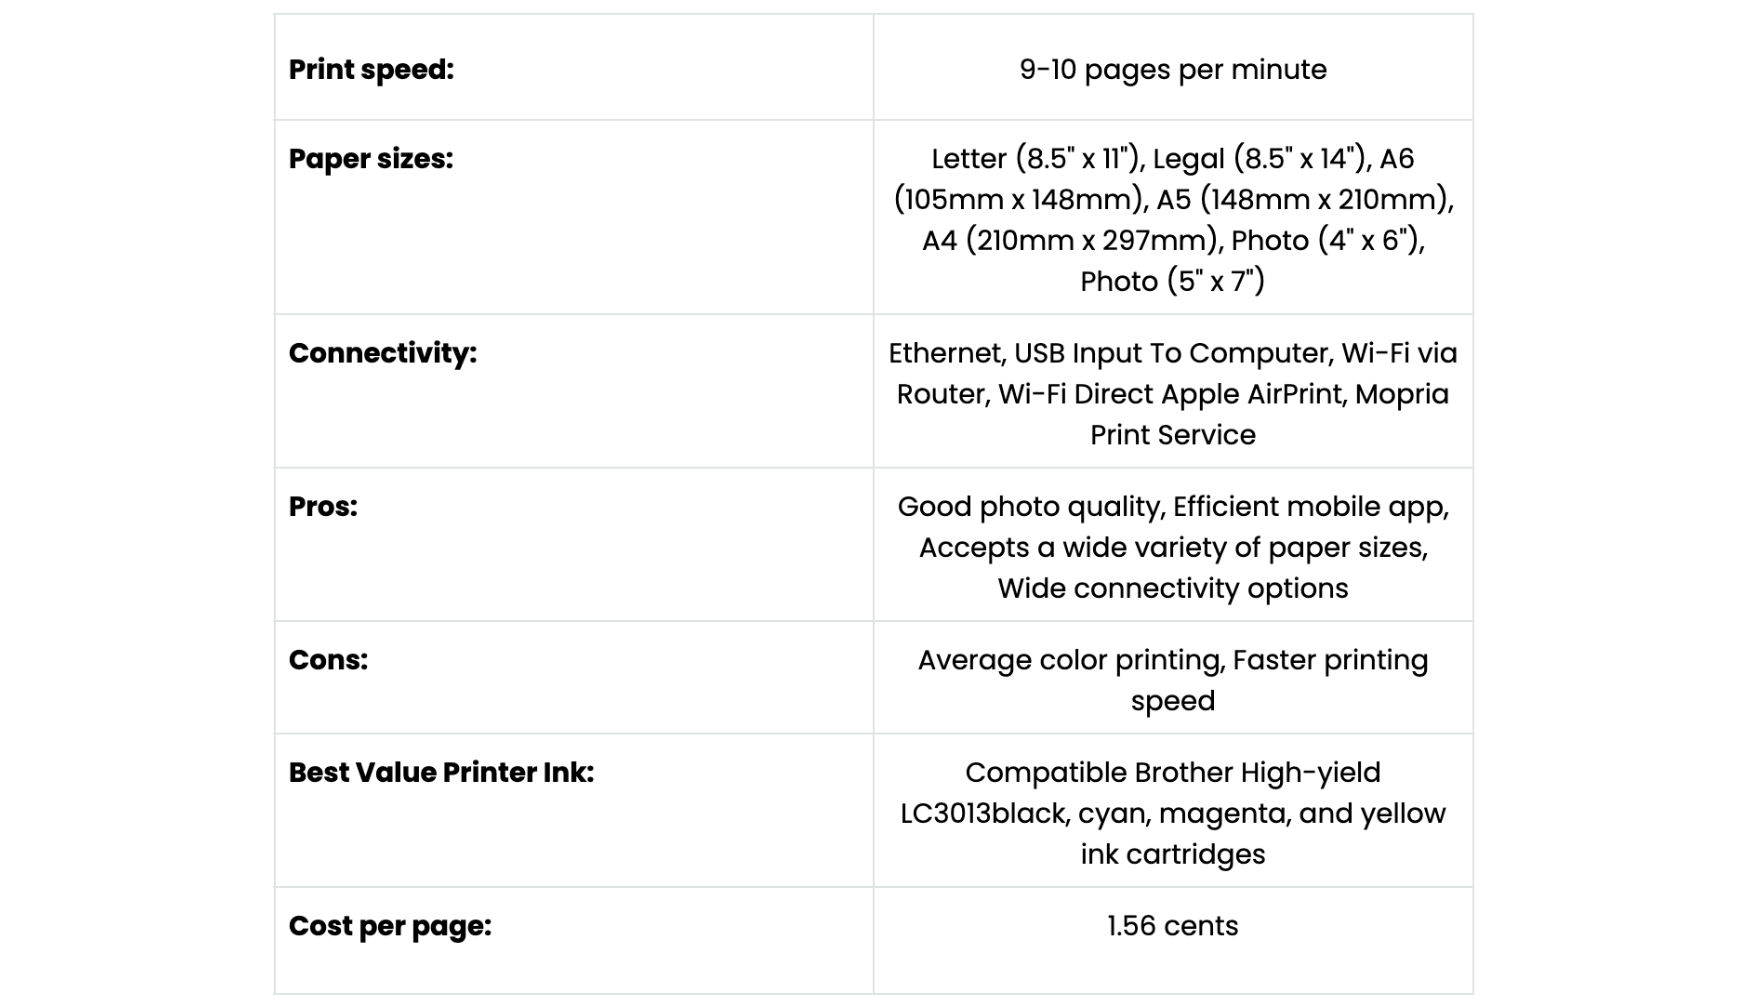 Print speed:
9-10 pages per minute
Paper sizes:
Letter (8.5" x 11"), Legal (8.5" x 14"), A6
(105mm x 148mm), A5 (148mm x 210mm),
A4 (210mm x 297mm), Photo (4" x 6"),
Photo (5" x 7")
Connectivity:
Ethernet, USB Input To Computer, Wi-Fi via
Router, Wi-Fi Direct Apple AirPrint, Mopria
Print Service
Pros:
Good photo quality, Efficient mobile app,
Accepts a wide variety of paper sizes,
Wide connectivity options
Cons:
Average color printing, Faster printing
speed
Best Value Printer Ink:
Compatible Brother High-yield
LC3013black, cyan, magenta, and yellow
ink cartridges
Cost per page:
1.56 cents